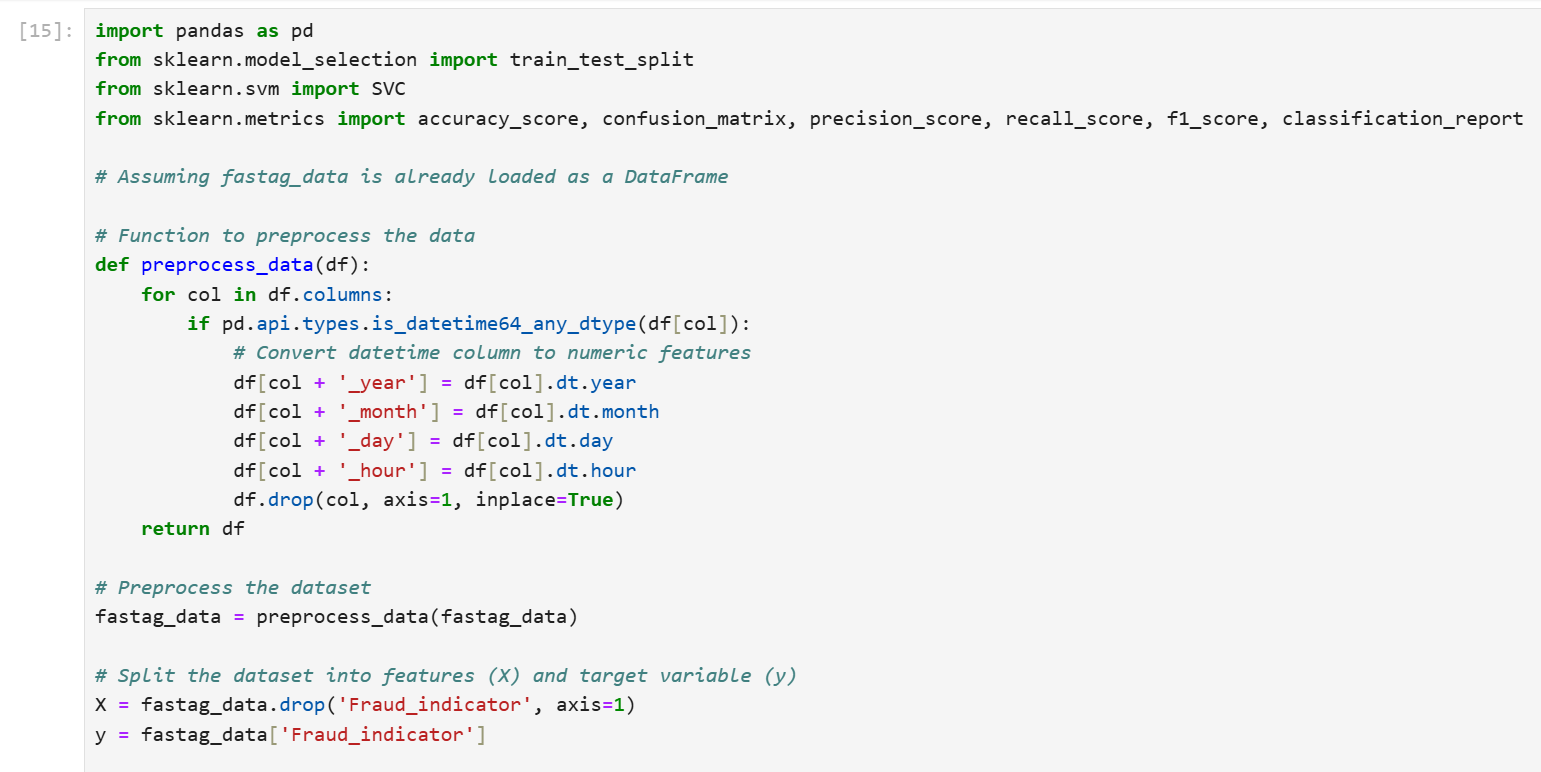 [15]:
import pandas as pd
from sklearn.model_selection import train_test_split
from sklearn.svm import SVC
from sklearn.metrics import accuracy_score, confusion_matrix, precision_score, recall_score, f1_score, classification_report
# Assuming fastag_data is already loaded as a DataFrame
# Function to preprocess the data
def preprocess_data(df):
    for col in df.columns:
        if pd.api.types.is_datetime64_any_dtype(df[col]):
            # Convert datetime column to numeric features
            df[col + '_year'] = df[col].dt.year
            df[col + '_month'] = df[col].dt.month
            df[col + '_day'] = df[col].dt.day
            df[col + '_hour'] = df[col].dt.hour
            df.drop(col, axis=1, inplace=True)
    return df
# Preprocess the dataset
fastag_data = preprocess_data(fastag_data)
# Split the dataset into features (X) and target variable (y)
X = fastag_data.drop('Fraud_indicator', axis=1)
y = fastag_data['Fraud_indicator']